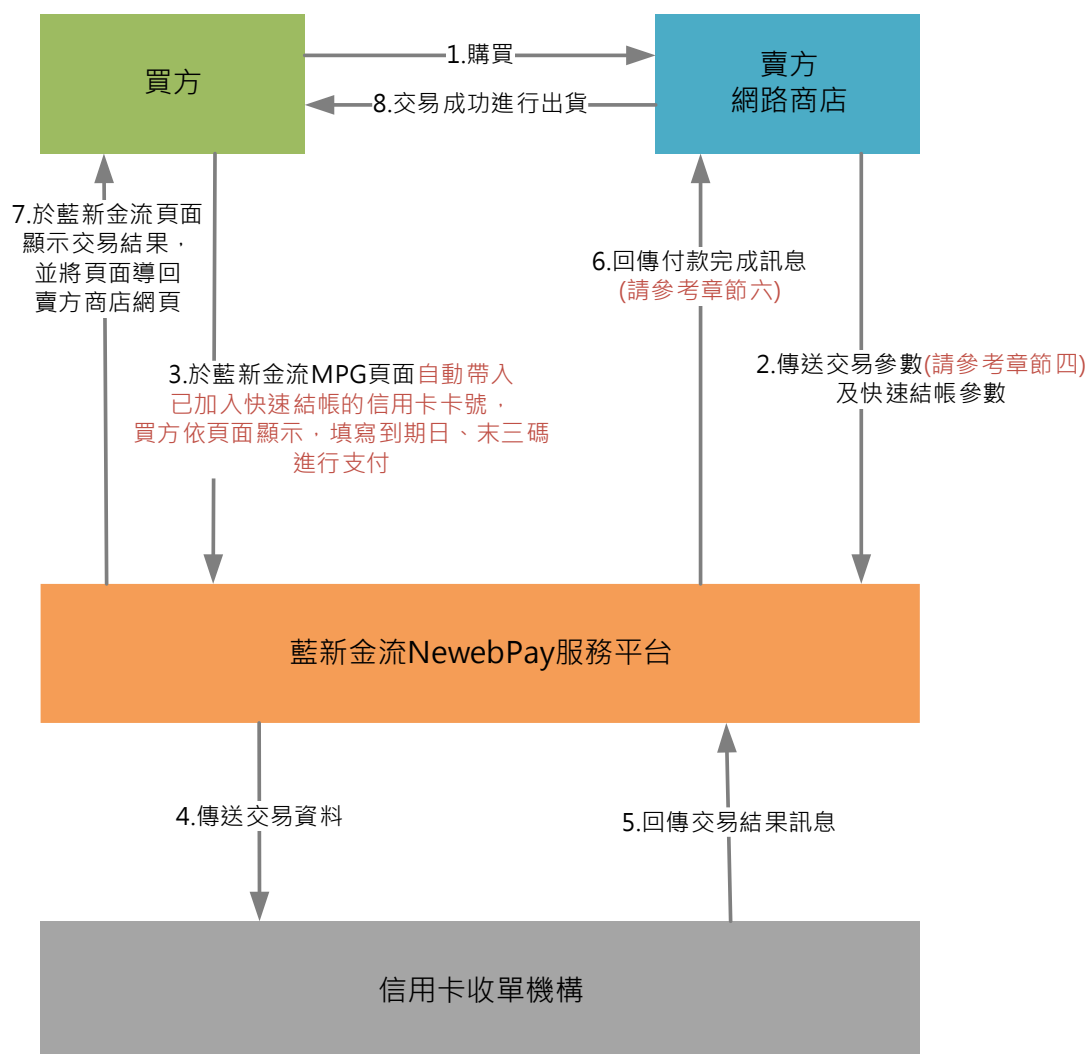 買方
1.購買
8.交易成功進行出貨
賣方
網路商店
7.於藍新金流頁面
顯示交易結果，
並將頁面導回
賣方商店網頁
6.回傳付款完成訊息
(請參考章節六)
3.於藍新金流MPG頁面自動帶入
已加入快速結帳的信用卡卡號，
買方依頁面顯示，填寫到期日、末三碼
進行支付
2.傳送交易參數(請參考章節四)
及快速結帳參數
藍新金流NewebPay服務平台
4.傳送交易資料
5.回傳交易結果訊息
信用卡收單機構